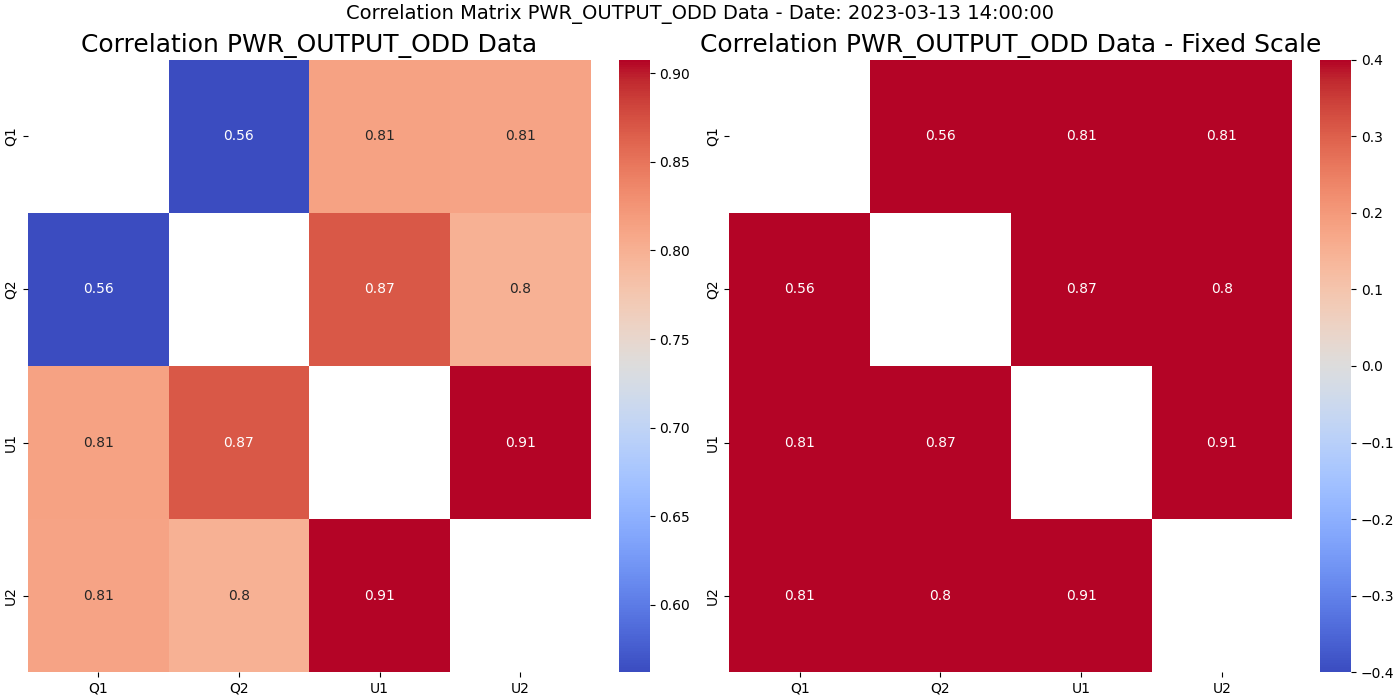 Correlation Matrix PWR_OUTPUT_ODD Data - Date: 2023-03-13 14:00:00
Correlation PWR_OUTPUT_ODD Data
Q1
0.56
0.81
0.81
Q2
0.56
0.87
0.8
U1
0.81
0.87
0.91
U2
0.81
0.8
0.91
Q1
Q2
U1
U2
0.90
0.85
0.80
0.75
0.70
0.65
0.60
Correlation PWR_OUTPUT_ODD Data - Fixed Scale
Q1
0.56
0.81
0.81
Q2
0.56
0.87
0.8
U1
0.81
0.87
0.91
U2
0.81
0.8
0.91
Q1
Q2
U1
U2
0.4
0.3
0.2
0.1
0.0
−0.1
−0.2
−0.3
−0.4